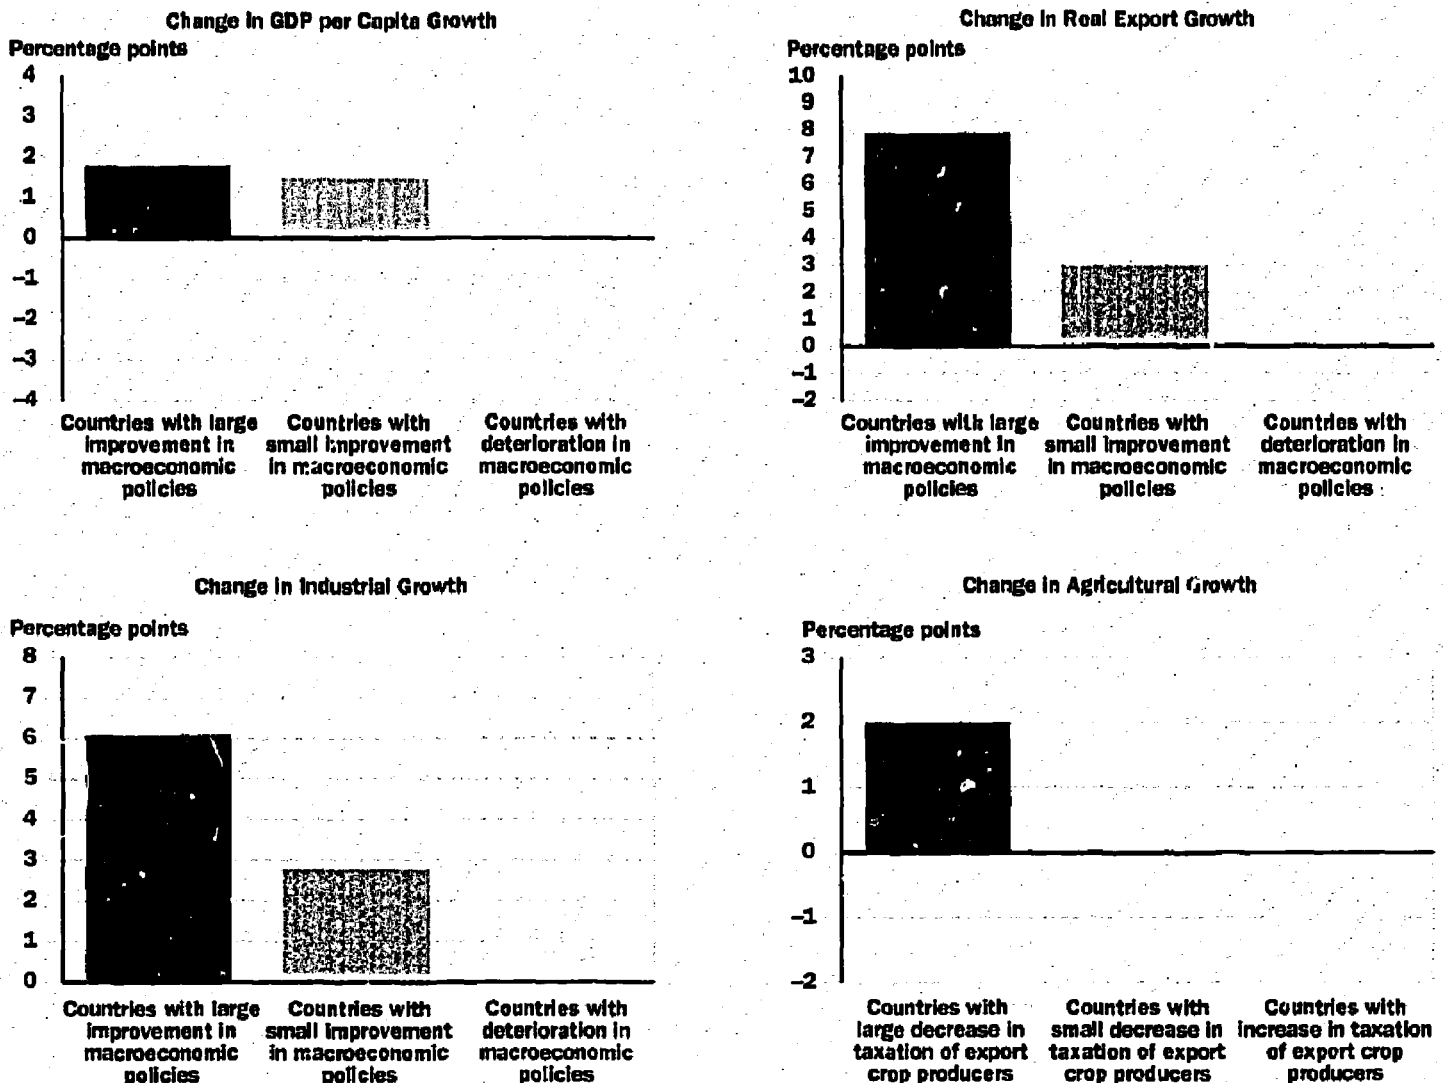 Change in GDP per Capita Growth
Percentage points
4
3
2
1
0
–1
–2
–3
–4
Countries with large
improvement in
macroeconomic
policies
Countries with
small improvement
in macroeconomic
policies
Countries with
deterioration in
macroeconomic
policies
Change in Real Export Growth
Percentage points
10
9
8
7
6
5
4
3
2
1
0
–1
–2
Countries with large
improvement in
macroeconomic
policies
Countries with
small improvement
in macroeconomic
policies
Countries with
deterioration in
macroeconomic
policies
Change in Industrial Growth
Percentage points
8
7
6
5
4
3
2
1
0
Countries with large
improvement in
macroeconomic
policies
Countries with
small improvement
in macroeconomic
policies
Countries with
deterioration in
macroeconomic
policies
Change in Agricultural Growth
Percentage points
3
2
1
0
–1
–2
Countries with
large decrease in
taxation of export
crop producers
Countries with
small decrease in
taxation of export
crop producers
Countries with
increase in taxation
of export crop
producers